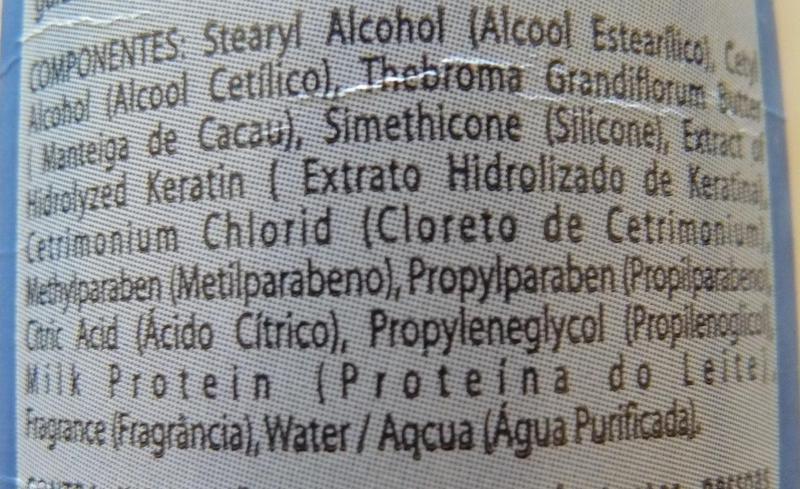 COMPONENTES: Stearyl Alcohol (Alcool Estearílico), Cetyl
Alcohol (Alcool Cetílico), Thebroma Grandiflorum Butter
( Manteiga de Cacau), Simethicone (Silicone), Extract of
Hidrolyzed Keratin ( Extrato Hidrolizado de Keratina),
Cetrimonium Chlorid (Cloreto de Cetrimonium),
Methylparaben (Metilparabeno), Propylparaben (Propilparabeno)
Citric Acid (Ácido Cítrico), Propyleneglycol (Propilenoglicol),
Milk Protein (Proteína do Leite),
Fragrance (Fragrância), Water / Aqcua (Água Purificada).
pessoas